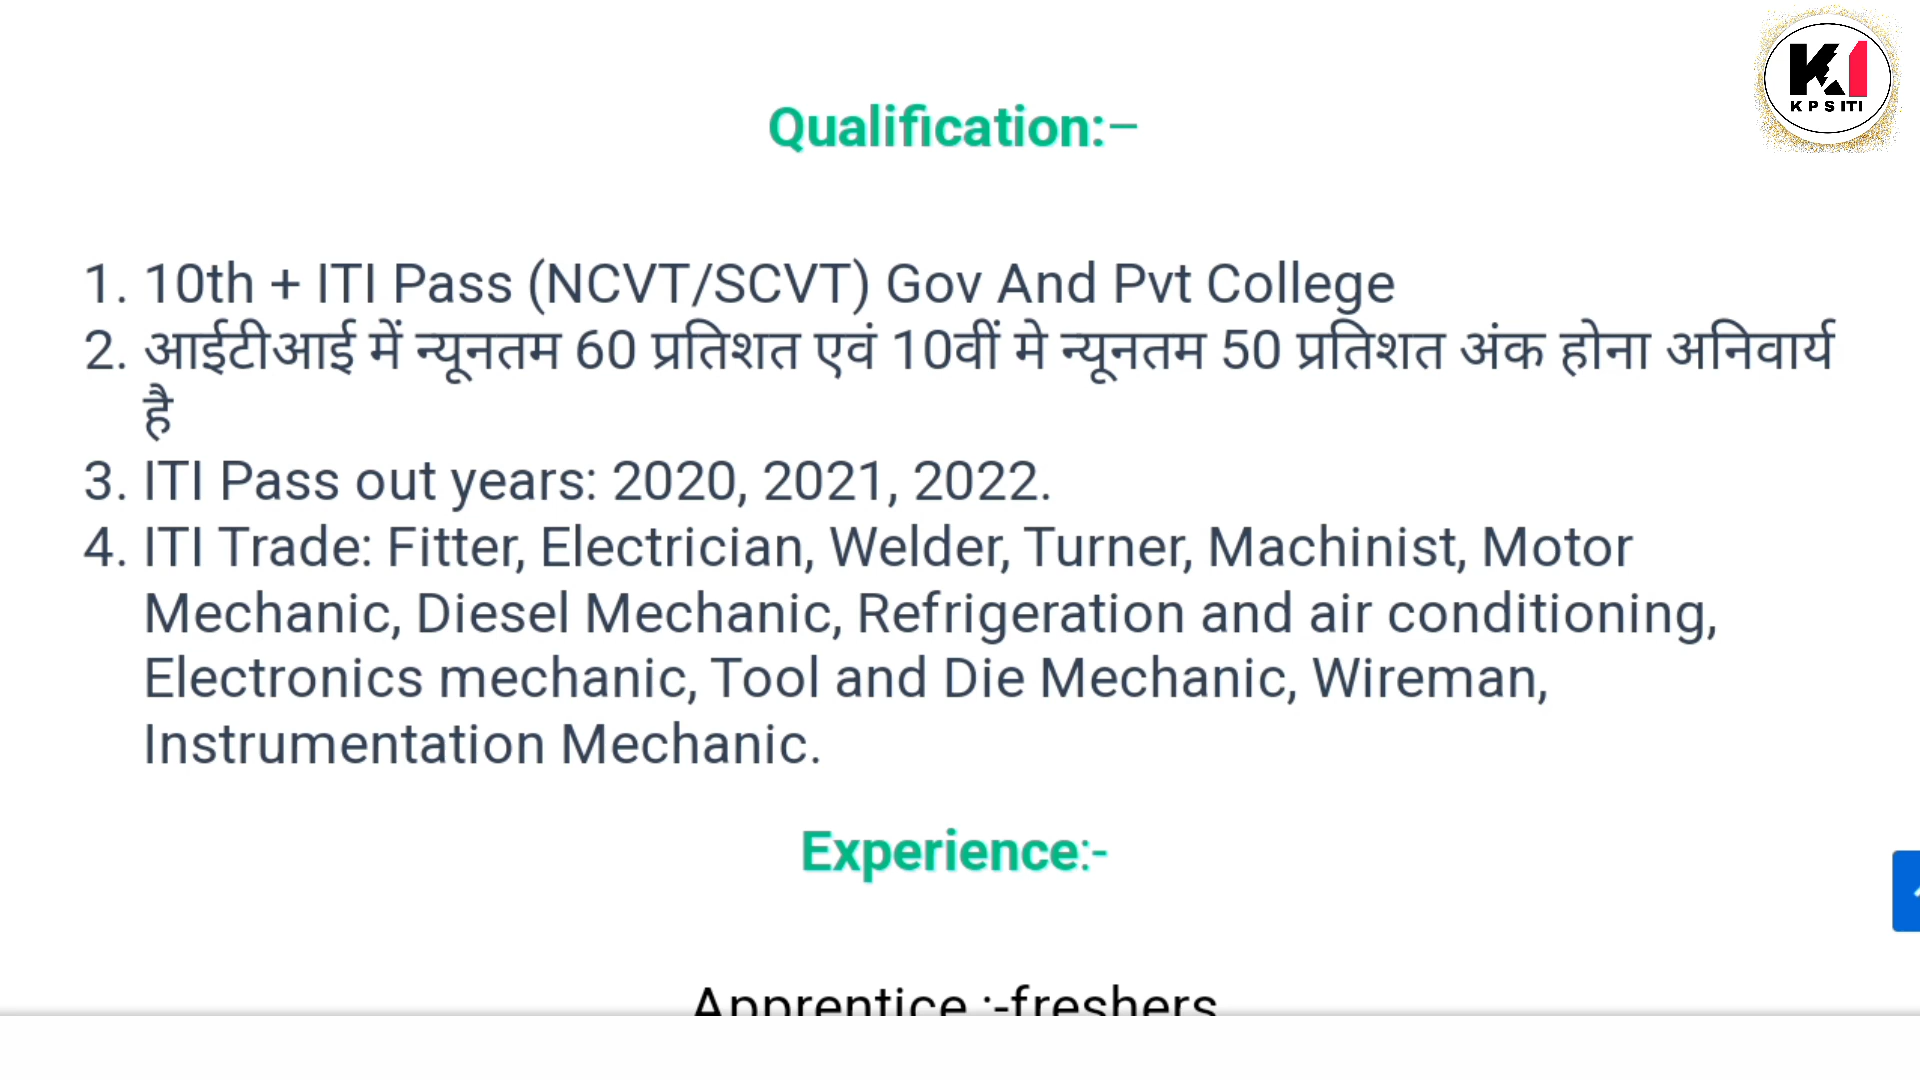 K1
KPS ITI
Qualification:–
1. 10th + ITI Pass (NCVT/SCVT) Gov And Pvt College
2. आईटीआई में न्यूनतम 60 प्रतिशत एवं 10वीं मे न्यूनतम 50 प्रतिशत अंक होना अनिवार्य
है
3. ITI Pass out years: 2020, 2021, 2022.
4. ITI Trade: Fitter, Electrician, Welder, Turner, Machinist, Motor
Mechanic, Diesel Mechanic, Refrigeration and air conditioning,
Electronics mechanic, Tool and Die Mechanic, Wireman,
Instrumentation Mechanic.
Experience:-
Apprentice :-freshers